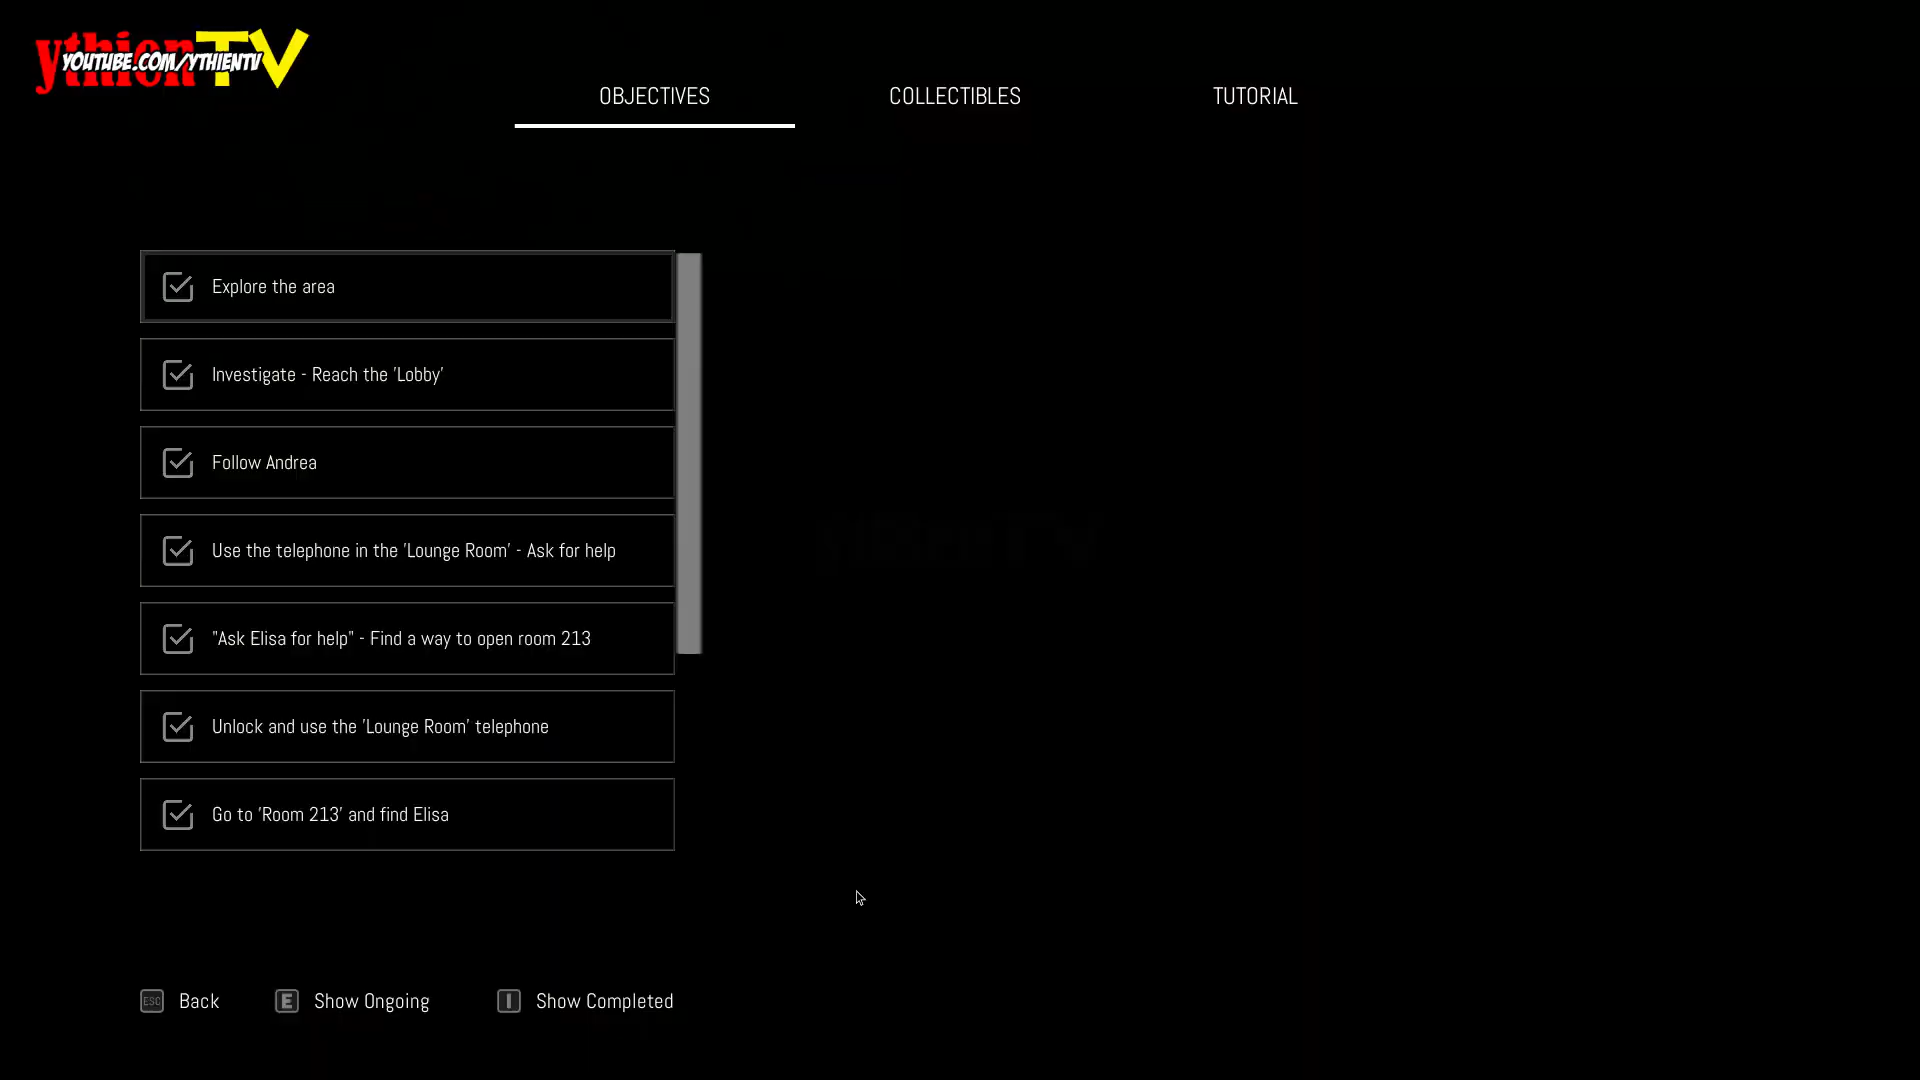 ythienTV
YOUTUBE.COM/YTHIENTV
OBJECTIVES COLLECTIBLES TUTORIAL
Explore the area
Investigate - Reach the 'Lobby'
Follow Andrea
Use the telephone in the 'Lounge Room' - Ask for help
"Ask Elisa for help" - Find a way to open room 213
Unlock and use the 'Lounge Room' telephone
Go to 'Room 213' and find Elisa
ESC Back E Show Ongoing I Show Completed